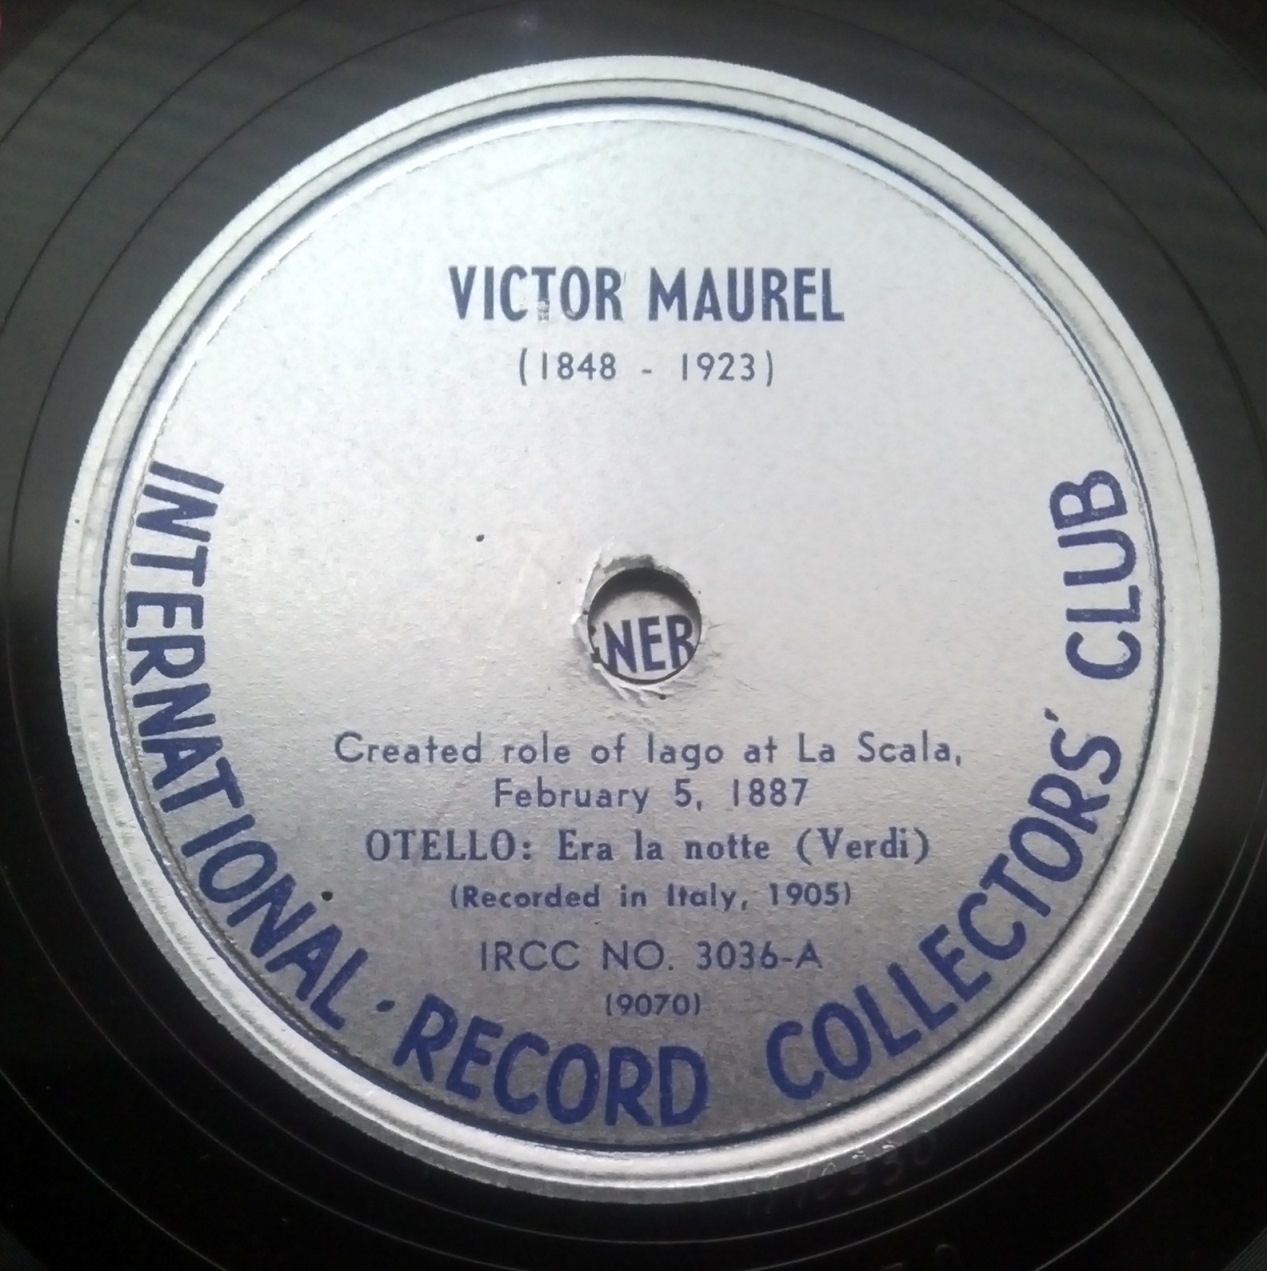 VICTOR MAUREL
(1848 - 1923)
NER
Created role of Iago at La Scala,
February 5, 1887
OTELLO: Era la notte (Verdi)
(Recorded in Italy, 1905)
IRCC NO. 3036-A
(9070)
INTERNATIONAL · RECORD COLLECTORS' CLUB